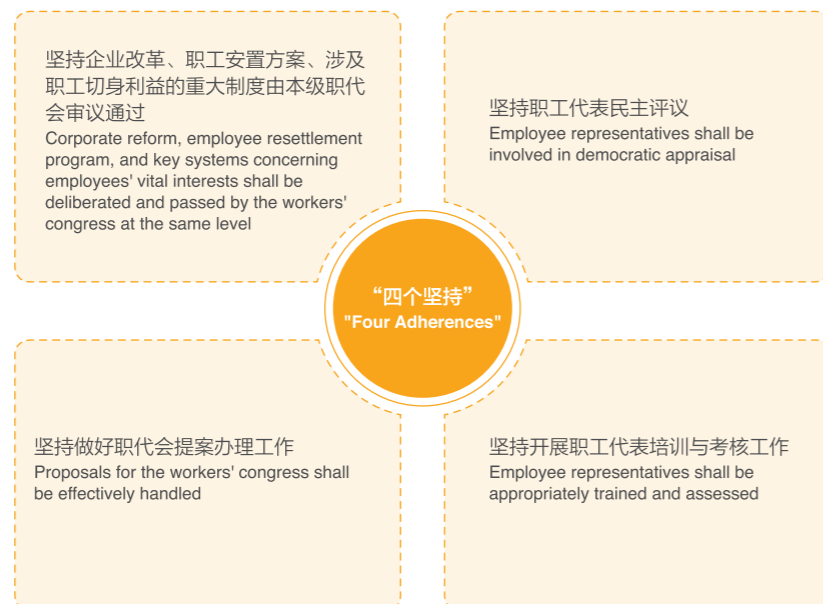 坚持企业改革、职工安置方案、涉及
职工切身利益的重大制度由本级职代
会审议通过
Corporate reform, employee resettlement
program, and key systems concerning
employees' vital interests shall be
deliberated and passed by the workers'
congress at the same level
坚持职工代表民主评议
Employee representatives shall be
involved in democratic appraisal
“四个坚持”
"Four Adherences"
坚持做好职代会提案办理工作
Proposals for the workers' congress shall
be effectively handled
坚持开展职工代表培训与考核工作
Employee representatives shall be
appropriately trained and assessed